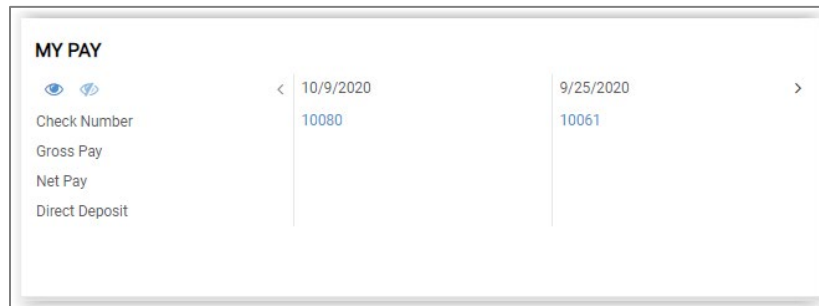 MY PAY
< 10/9/2020 9/25/2020 >
Check Number 10080 10061
Gross Pay
Net Pay
Direct Deposit